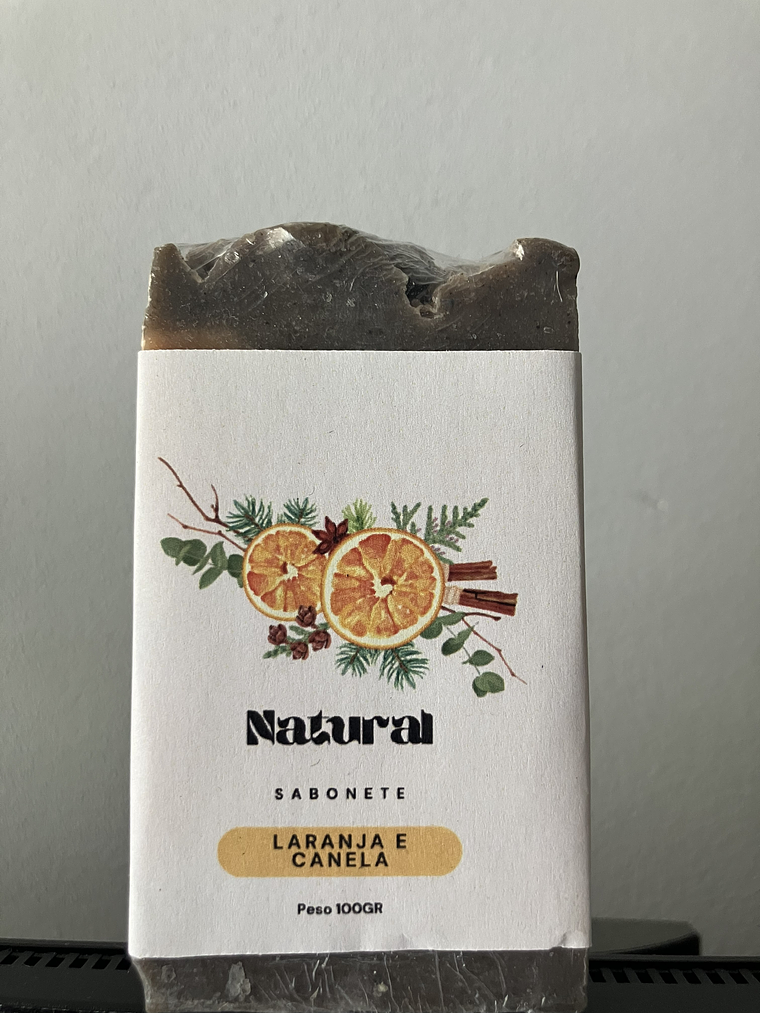 Natural
SABONETE
LARANJA E
CANELA
Peso 100GR